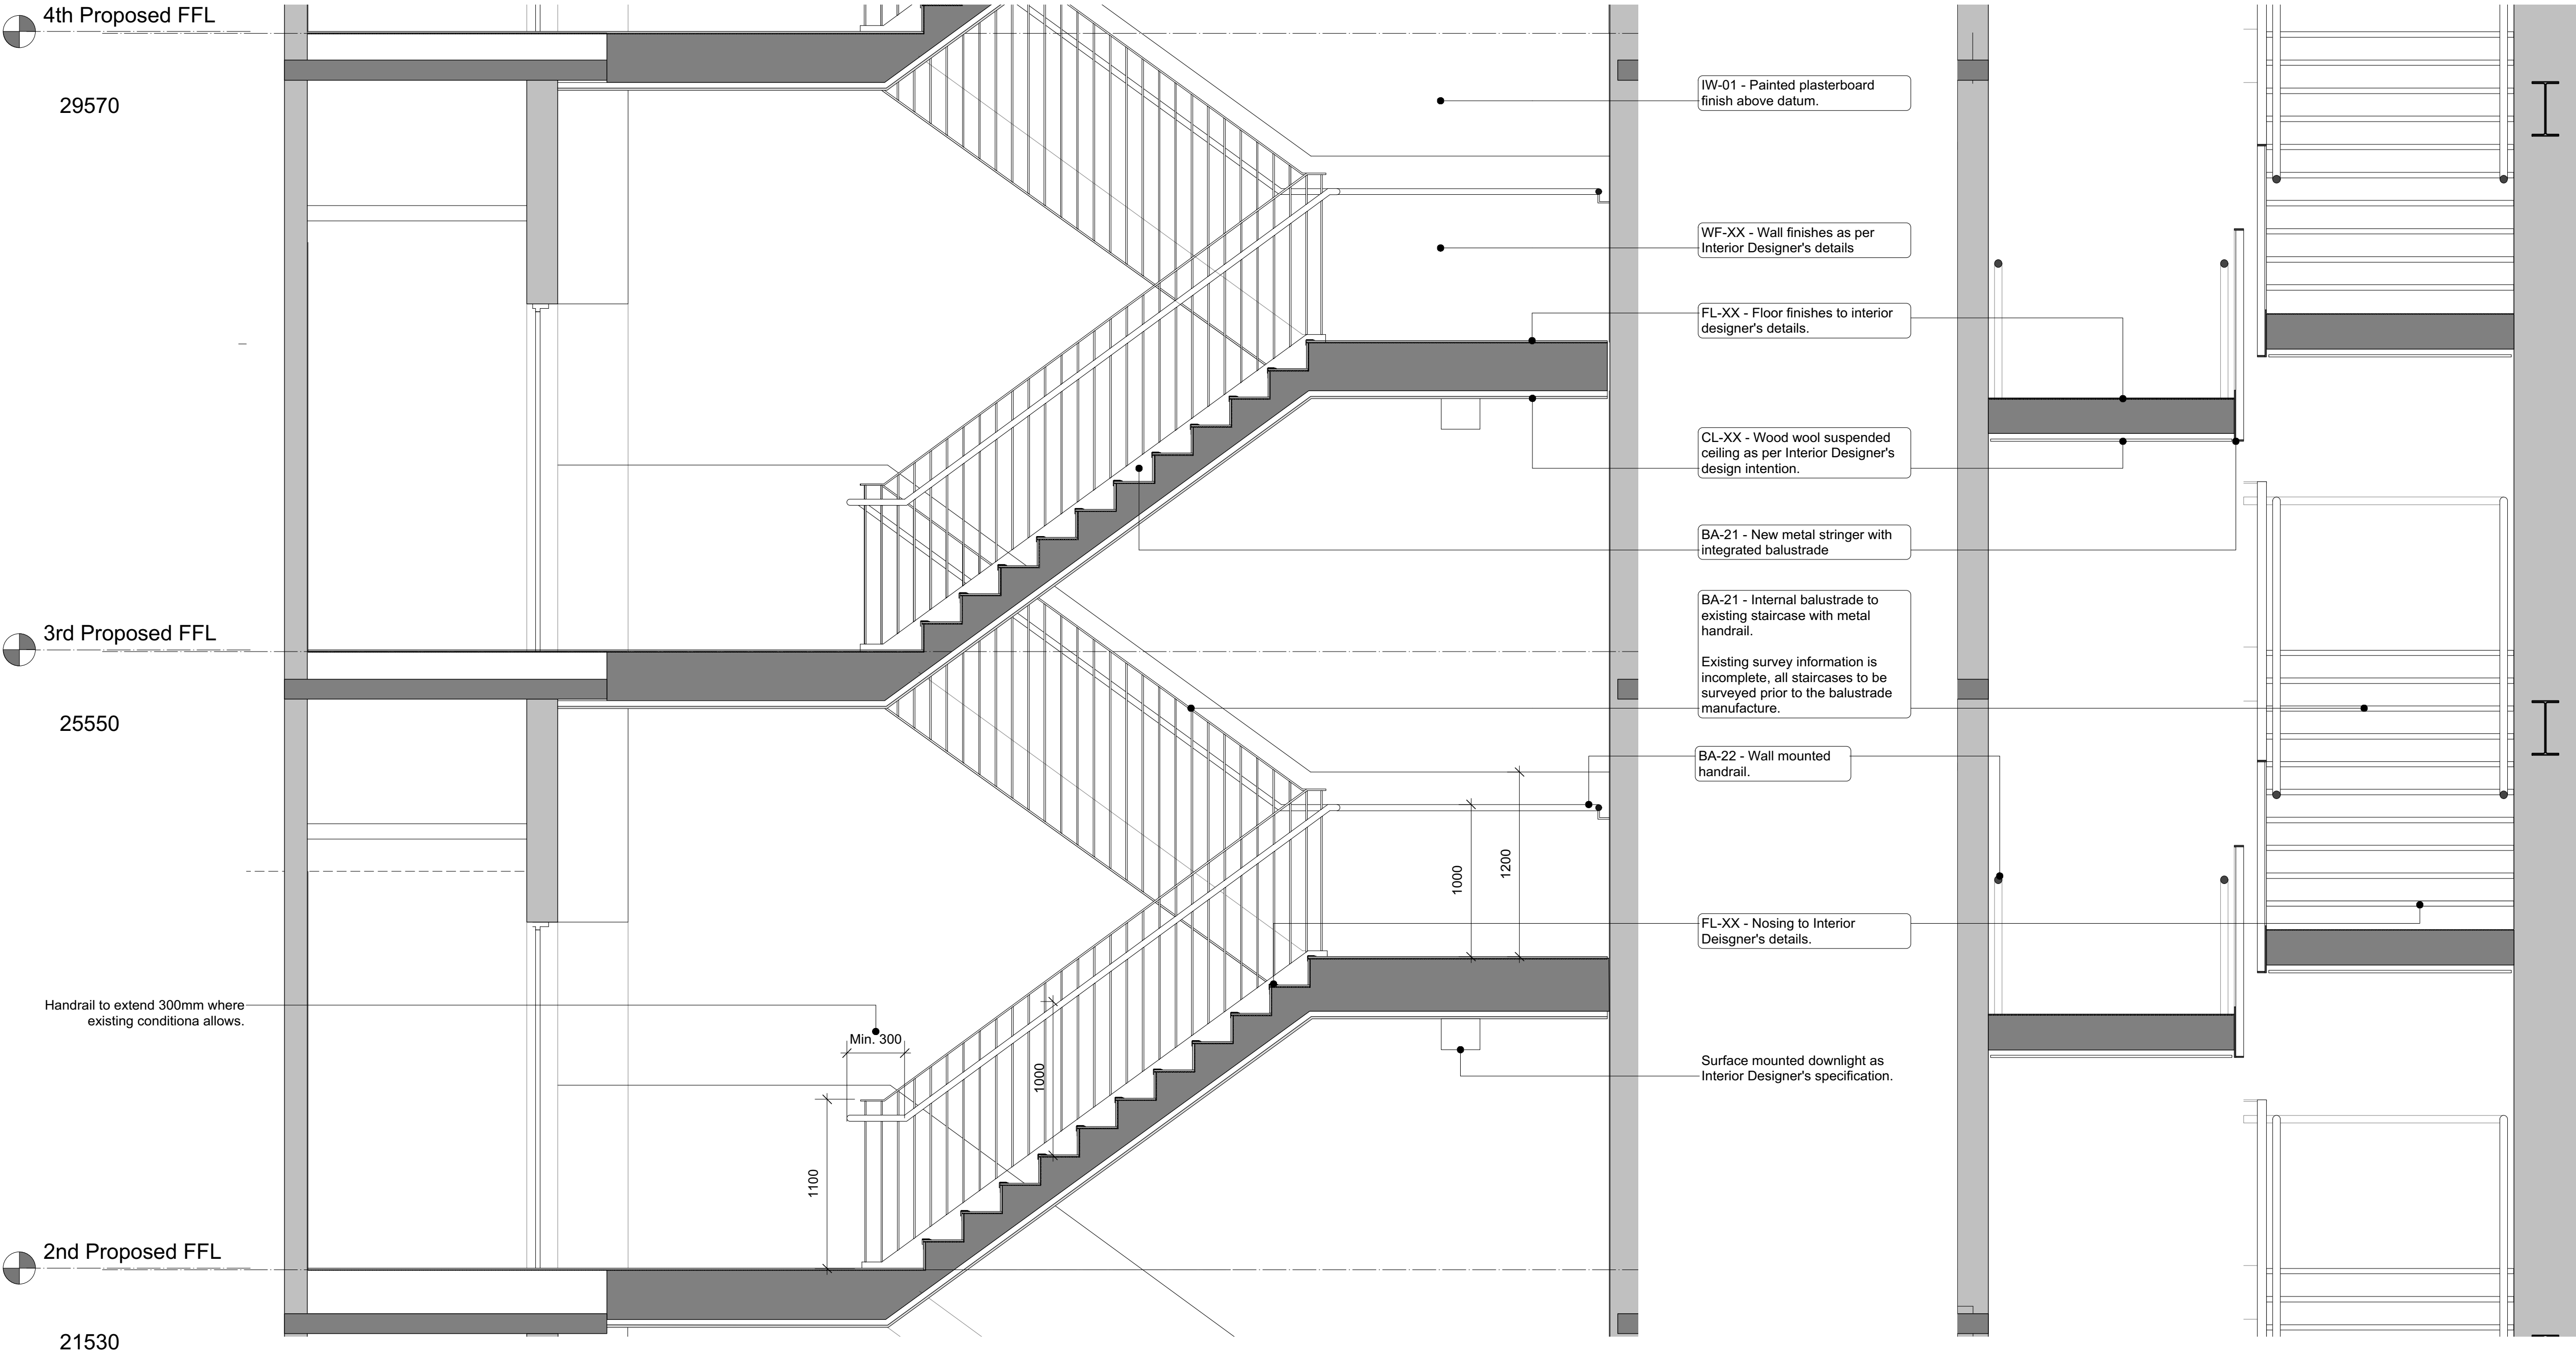 4th Proposed FFL
29570
IW-01 - Painted plasterboard
finish above datum.
WF-XX - Wall finishes as per
Interior Designer's details
FL-XX - Floor finishes to interior
designer's details.
CL-XX - Wood wool suspended
ceiling as per Interior Designer's
design intention.
BA-21 - New metal stringer with
integrated balustrade
BA-21 - Internal balustrade to
existing staircase with metal
handrail.
Existing survey information is
incomplete, all staircases to be
surveyed prior to the balustrade
manufacture.
3rd Proposed FFL
25550
BA-22 - Wall mounted
handrail.
1000
1200
FL-XX - Nosing to Interior
Deisgner's details.
Handrail to extend 300mm where
existing conditiona allows.
Min. 300
1000
1100
Surface mounted downlight as
Interior Designer's specification.
2nd Proposed FFL
21530